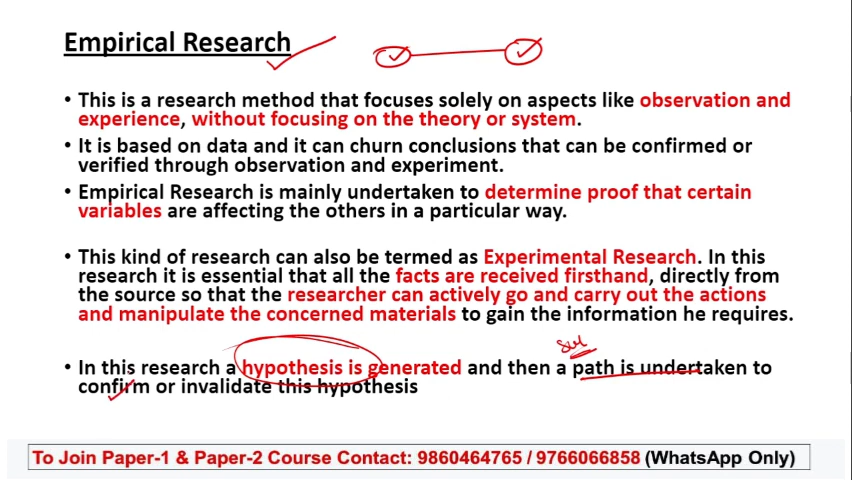 Empirical Research
• This is a research method that focuses solely on aspects like observation and
experience, without focusing on the theory or system.
• It is based on data and it can churn conclusions that can be confirmed or
verified through observation and experiment.
• Empirical Research is mainly undertaken to determine proof that certain
variables are affecting the others in a particular way.
• This kind of research can also be termed as Experimental Research. In this
research it is essential that all the facts are received firsthand, directly from
the source so that the researcher can actively go and carry out the actions
and manipulate the concerned materials to gain the information he requires.
• In this research a hypothesis is generated and then a path is undertaken to
confirm or invalidate this hypothesis
To Join Paper-1 & Paper-2 Course Contact: 9860464765 / 9766066858 (WhatsApp Only)